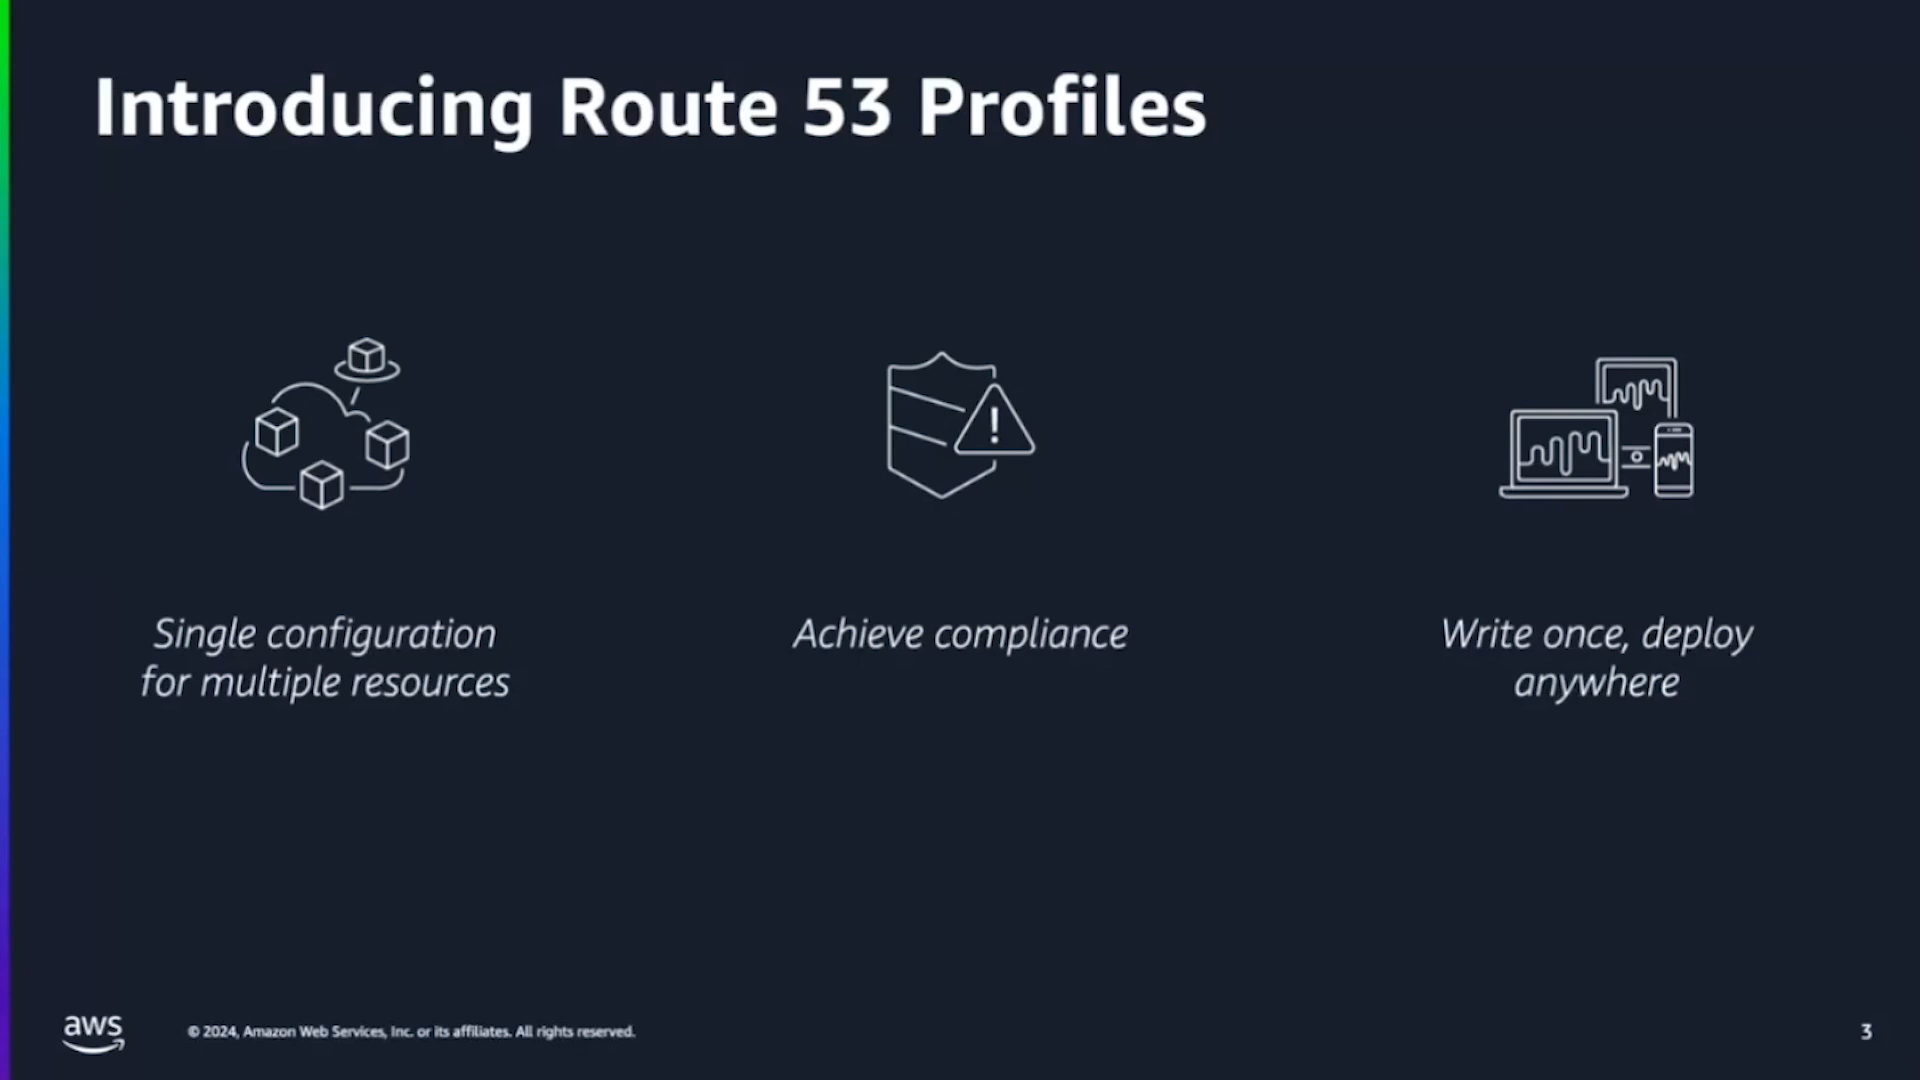 Introducing Route 53 Profiles
Single configuration
for multiple resources
Achieve compliance
Write once, deploy
anywhere
aws
© 2024, Amazon Web Services, Inc. or its affiliates. All rights reserved.
3